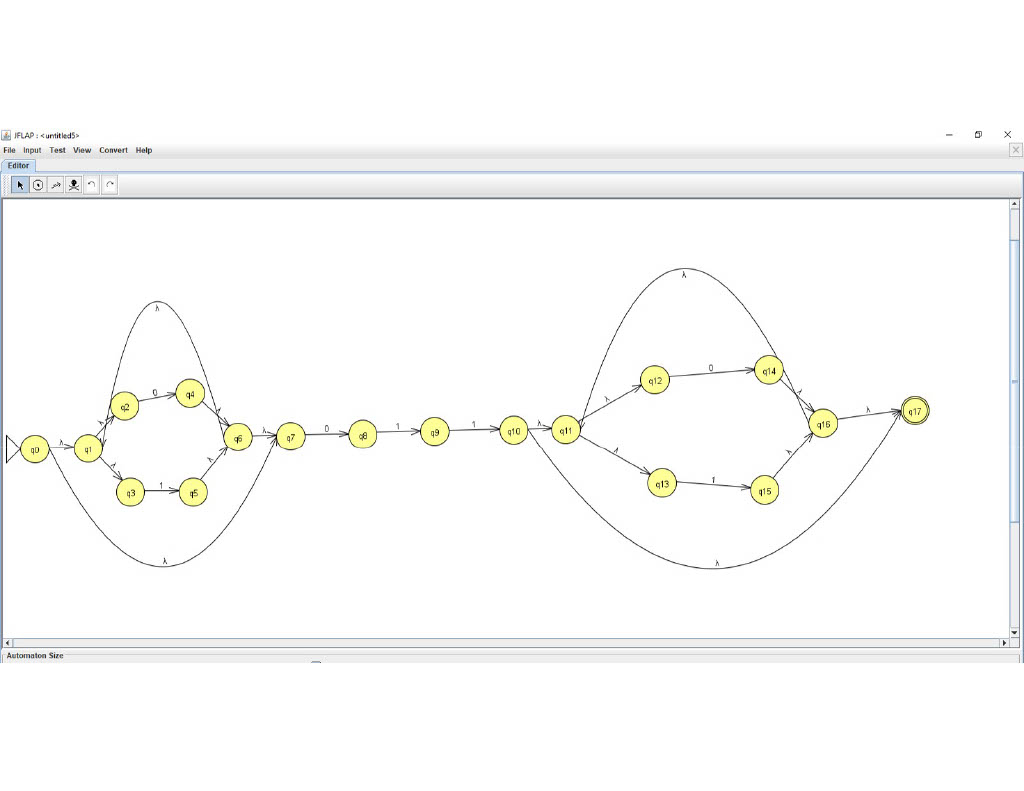 JFLAP : <untitled5>
File Input Test View Convert Help
Editor
λ
λ
q2 0 q4
q12 0 q14
λ λ λ λ
q0 λ q1 q6 λ q7 0 q8 1 q9 1 q10 λ q11 q16 λ q17
λ λ λ λ
q3 1 q5
q13 1 q15
λ
λ
Automaton Size